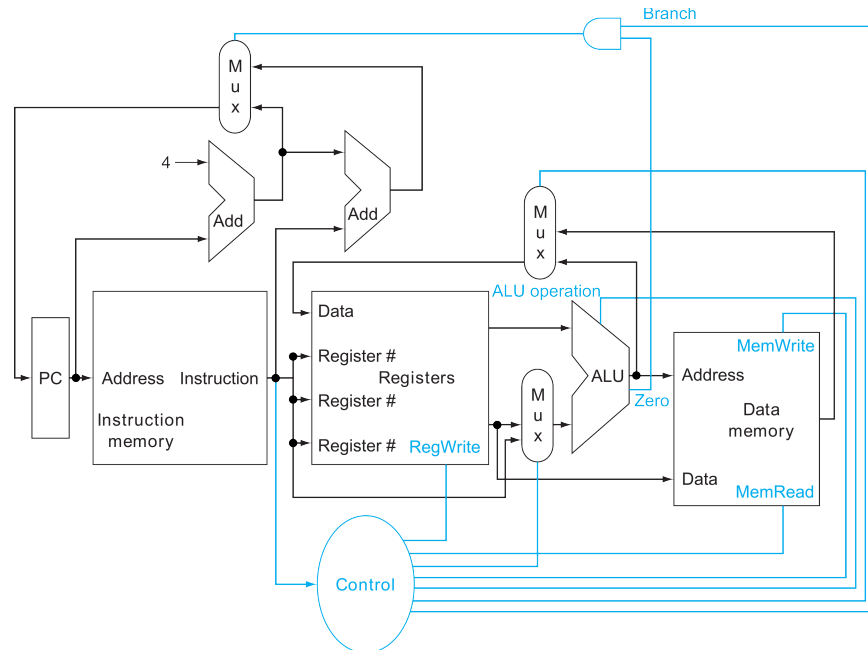 Branch
M
u
x
4
Add
Add
M
u
x
ALU operation
Data
PC
Address
Instruction
Register #
Registers
Register #
Register #
RegWrite
Instruction
memory
M
u
x
ALU
Zero
MemWrite
Address
Data
memory
Data
MemRead
Control